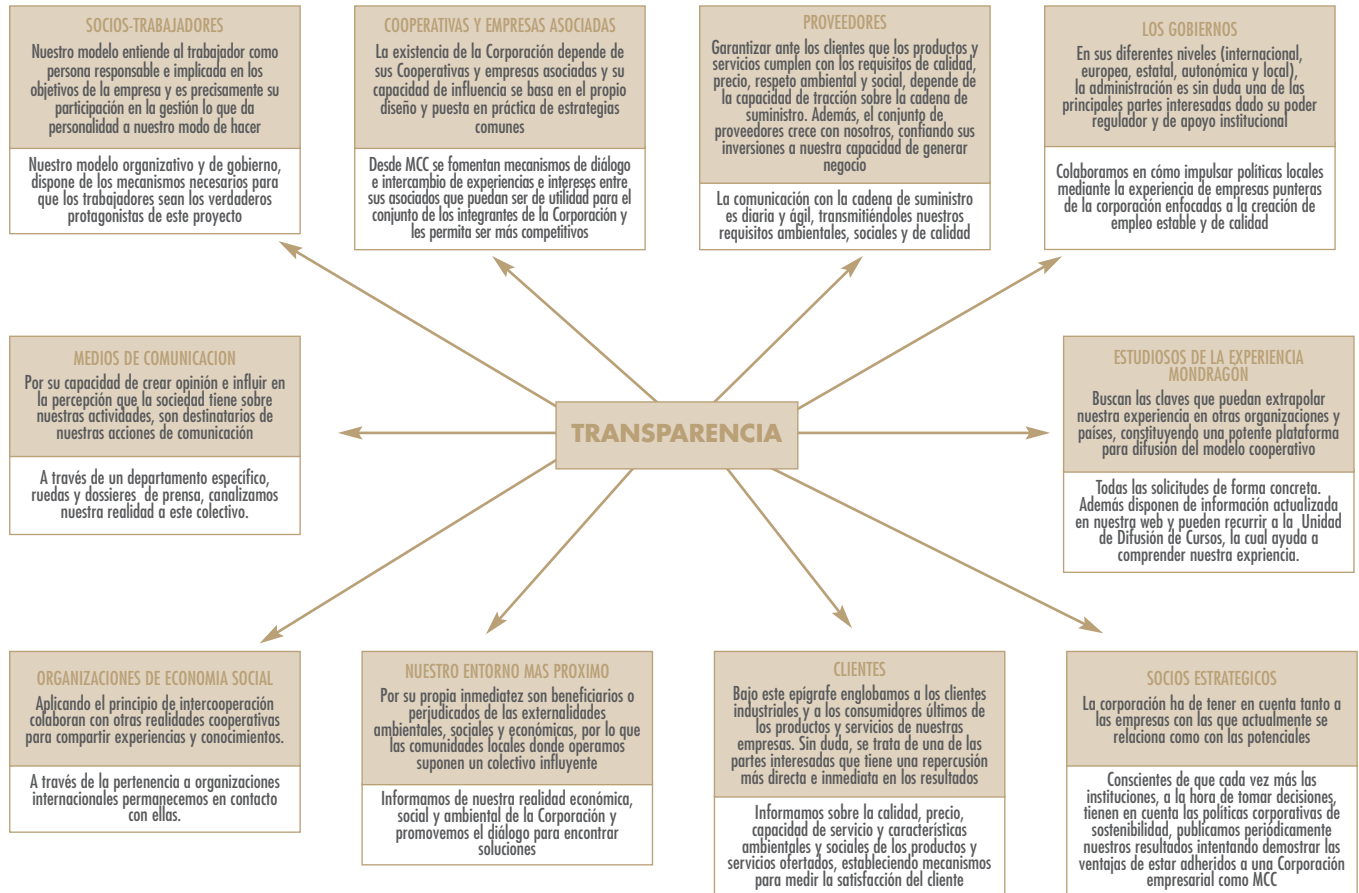 SOCIOS-TRABAJADORES
Nuestro modelo entiende al trabajador como
persona responsable e implicada en los
objetivos de la empresa y es precisamente su
participación en la gestión lo que da
personalidad a nuestro modo de hacer
Nuestro modelo organizativo y de gobierno,
dispone de los mecanismos necesarios para
que los trabajadores sean los verdaderos
protagonistas de este proyecto
COOPERATIVAS Y EMPRESAS ASOCIADAS
La existencia de la Corporación depende de
sus Cooperativas y empresas asociadas y su
capacidad de influencia se basa en el propio
diseño y puesta en práctica de estrategias
comunes
Desde MCC se fomentan mecanismos de diálogo
e intercambio de experiencias e intereses entre
sus asociados que puedan ser de utilidad para el
conjunto de los integrantes de la Corporación y
les permita ser más competitivos
PROVEEDORES
Garantizar ante los clientes que los productos y
servicios cumplen con los requisitos de calidad,
precio, respeto ambiental y social, depende de
la capacidad de tracción sobre la cadena de
suministro. Además, el conjunto de
proveedores crece con nosotros, confiando sus
inversiones a nuestra capacidad de generar
negocio
La comunicación con la cadena de suministro
es diaria y ágil, transmitiéndoles nuestros
requisitos ambientales, sociales y de calidad
LOS GOBIERNOS
En sus diferentes niveles (internacional,
europea, estatal, autonómica y local),
la administración es sin duda una de las
principales partes interesadas dado su poder
regulador y de apoyo institucional
Colaboramos en cómo impulsar políticas locales
mediante la experiencia de empresas punteras
de la corporación enfocadas a la creación de
empleo estable y de calidad
MEDIOS DE COMUNICACION
Por su capacidad de crear opinión e influir en
la percepción que la sociedad tiene sobre
nuestras actividades, son destinatarios de
nuestras acciones de comunicación
A través de un departamento específico,
ruedas y dossieres de prensa, canalizamos
nuestra realidad a este colectivo.
TRANSPARENCIA
ESTUDIOSOS DE LA EXPERIENCIA
MONDRAGÓN
Buscan las claves que puedan extrapolar
nuestra experiencia en otras organizaciones y
países, constituyendo una potente plataforma
para difusión del modelo cooperativo
Todas las solicitudes de forma concreta.
Además disponen de información actualizada
en nuestra web y pueden recurrir a la Unidad
de Difusión de Cursos, la cual ayuda a
comprender nuestra expriencia.
ORGANIZACIONES DE ECONOMIA SOCIAL
Aplicando el principio de intercooperación
colaboran con otras realidades cooperativas
para compartir experiencias y conocimientos.
A través de la pertenencia a organizaciones
internacionales permanecemos en contacto
con ellas.
NUESTRO ENTORNO MAS PROXIMO
Por su propia inmediatez son beneficiarios o
perjudicados de las externalidades
ambientales, sociales y económicas, por lo que
las comunidades locales donde operamos
suponen un colectivo influyente
Informamos de nuestra realidad económica,
social y ambiental de la Corporación y
promovemos el diálogo para encontrar
soluciones
CLIENTES
Bajo este epígrafe englobamos a los clientes
industriales y a los consumidores últimos de
los productos y servicios de nuestras
empresas. Sin duda, se trata de una de las
partes interesadas que tiene una repercusión
más directa e inmediata en los resultados
Informamos sobre la calidad, precio,
capacidad de servicio y características
ambientales y sociales de los productos y
servicios ofertados, estableciendo mecanismos
para medir la satisfacción del cliente
SOCIOS ESTRATEGICOS
La corporación ha de tener en cuenta tanto a
las empresas con las que actualmente se
relaciona como con las potenciales
Conscientes de que cada vez más las
instituciones, a la hora de tomar decisiones,
tienen en cuenta las políticas corporativas de
sostenibilidad, publicamos periódicamente
nuestros resultados intentando demostrar las
ventajas de estar adheridos a una Corporación
empresarial como MCC